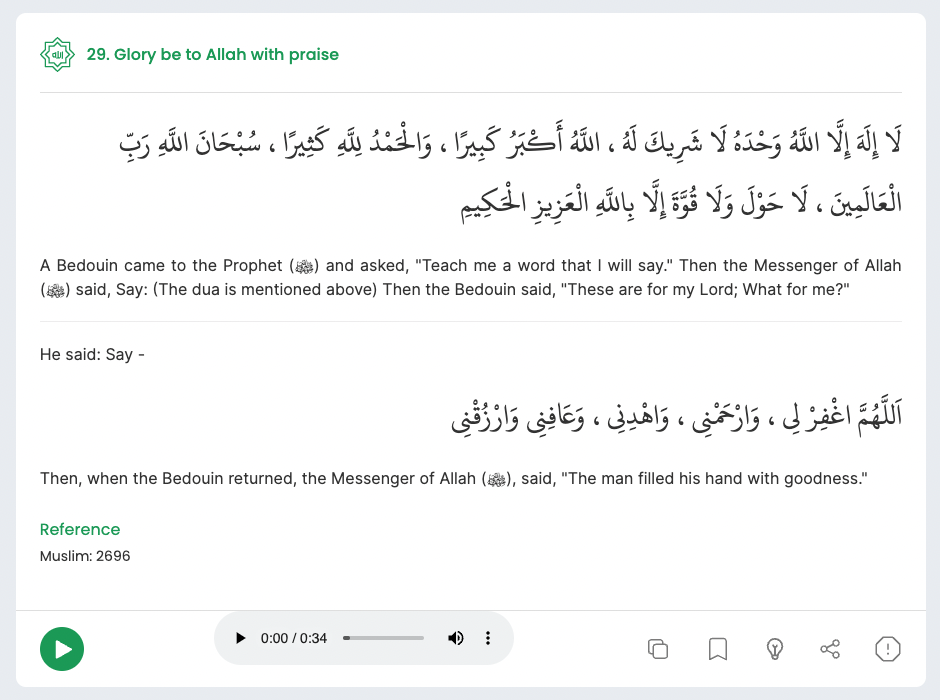 29. Glory be to Allah with praise
لَا إِلَهَ إِلَّا اللَّهُ وَحْدَهُ لَا شَرِيكَ لَهُ ، اللَّهُ أَكْبَرُ كَبِيرًا ، وَالْحَمْدُ لِلَّهِ كَثِيرًا ، سُبْحَانَ اللَّهِ رَبِّ
الْعَالَمِينَ ، لَا حَوْلَ وَلَا قُوَّةَ إِلَّا بِاللَّهِ الْعَزِيزِ الْحَكِيمِ
A Bedouin came to the Prophet (ﷺ) and asked, "Teach me a word that I will say." Then the Messenger of Allah
(ﷺ) said, Say: (The dua is mentioned above) Then the Bedouin said, "These are for my Lord; What for me?"
He said: Say -
اَللَّهُمَّ اغْفِرْ لِي ، وَارْحَمْنِي ، وَاهْدِنِي ، وَعَافِنِي وَارْزُقْنِي
Then, when the Bedouin returned, the Messenger of Allah (ﷺ), said, "The man filled his hand with goodness."
Reference
Muslim: 2696
0:00 / 0:34